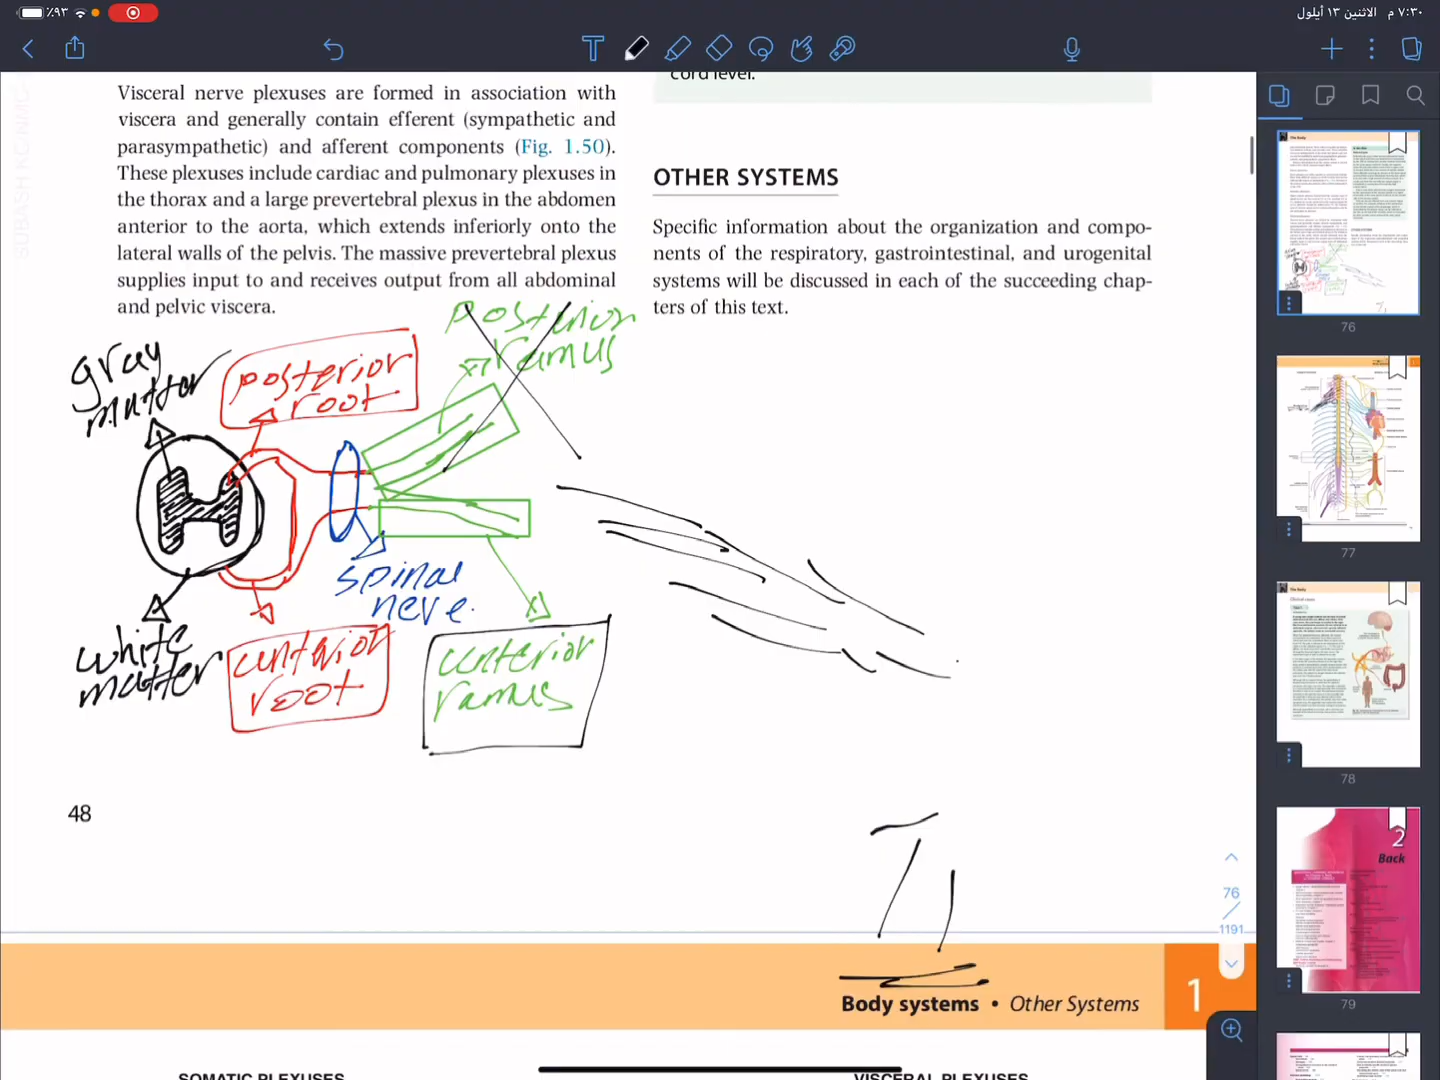 ٪٩٣
٧:٣٠ م الاثنين ١٣ أيلول
cord level.
Visceral nerve plexuses are formed in association with
viscera and generally contain efferent (sympathetic and
parasympathetic) and afferent components (Fig. 1.50).
These plexuses include cardiac and pulmonary plexuses in
the thorax and a large prevertebral plexus in the abdomen
anterior to the aorta, which extends inferiorly onto the
lateral walls of the pelvis. The massive prevertebral plexus
supplies input to and receives output from all abdominal
and pelvic viscera.
OTHER SYSTEMS
Specific information about the organization and compo-
nents of the respiratory, gastrointestinal, and urogenital
systems will be discussed in each of the succeeding chap-
ters of this text.
posterior
ramus
gray
matter
posterior
root
spinal
nerve.
white
matter
anterior
root
anterior
ramus
48
T1
Body systems • Other Systems
1
SOMATIC PLEXUSES
VISCERAL PLEXUSES
76
1191
76
77
78
2
Back
79